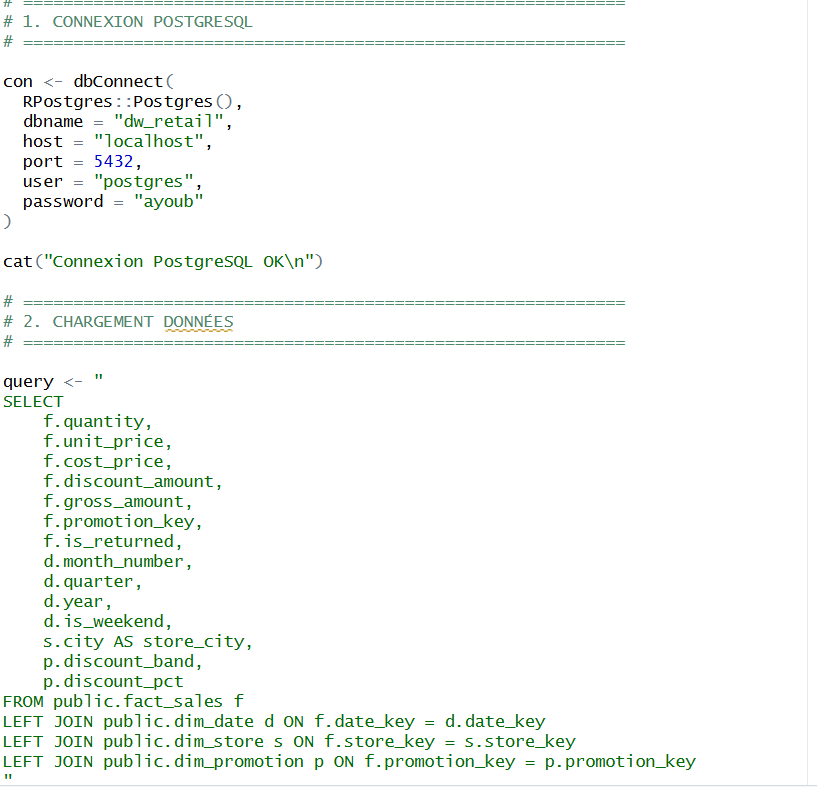 # ============================================================
# 1. CONNEXION POSTGRESQL
# ============================================================
con <- dbConnect(
  RPostgres::Postgres(),
  dbname = "dw_retail",
  host = "localhost",
  port = 5432,
  user = "postgres",
  password = "ayoub"
)
cat("Connexion PostgreSQL OK\n")
# ============================================================
# 2. CHARGEMENT DONNÉES
# ============================================================
query <- "
SELECT
    f.quantity,
    f.unit_price,
    f.cost_price,
    f.discount_amount,
    f.gross_amount,
    f.promotion_key,
    f.is_returned,
    d.month_number,
    d.quarter,
    d.year,
    d.is_weekend,
    s.city AS store_city,
    p.discount_band,
    p.discount_pct
FROM public.fact_sales f
LEFT JOIN public.dim_date d ON f.date_key = d.date_key
LEFT JOIN public.dim_store s ON f.store_key = s.store_key
LEFT JOIN public.dim_promotion p ON f.promotion_key = p.promotion_key
"